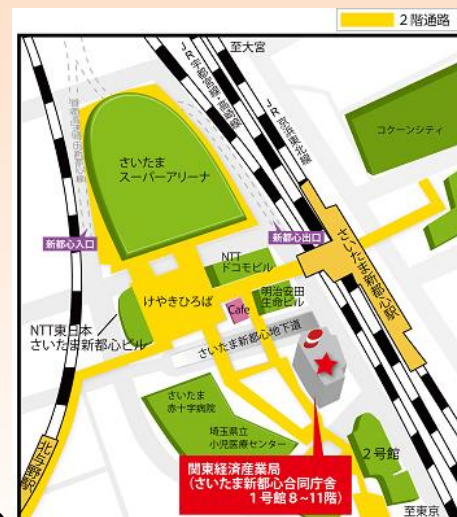 ２階通路
至大宮
JR宇都宮線・高崎線
JR京浜東北線
コクーンシティ
さいたま
スーパーアリーナ
新都心入口
新都心出口
さいたま新都心駅
NTT
ドコモビル
けやきひろば
明治安田
生命ビル
Cafe
NTT東日本
さいたま新都心ビル
さいたま新都心地下道
さいたま
赤十字病院
埼玉県立
小児医療センター
２号館
北与野駅
関東経済産業局
（さいたま新都心合同庁舎
１号館８～11階）
至東京